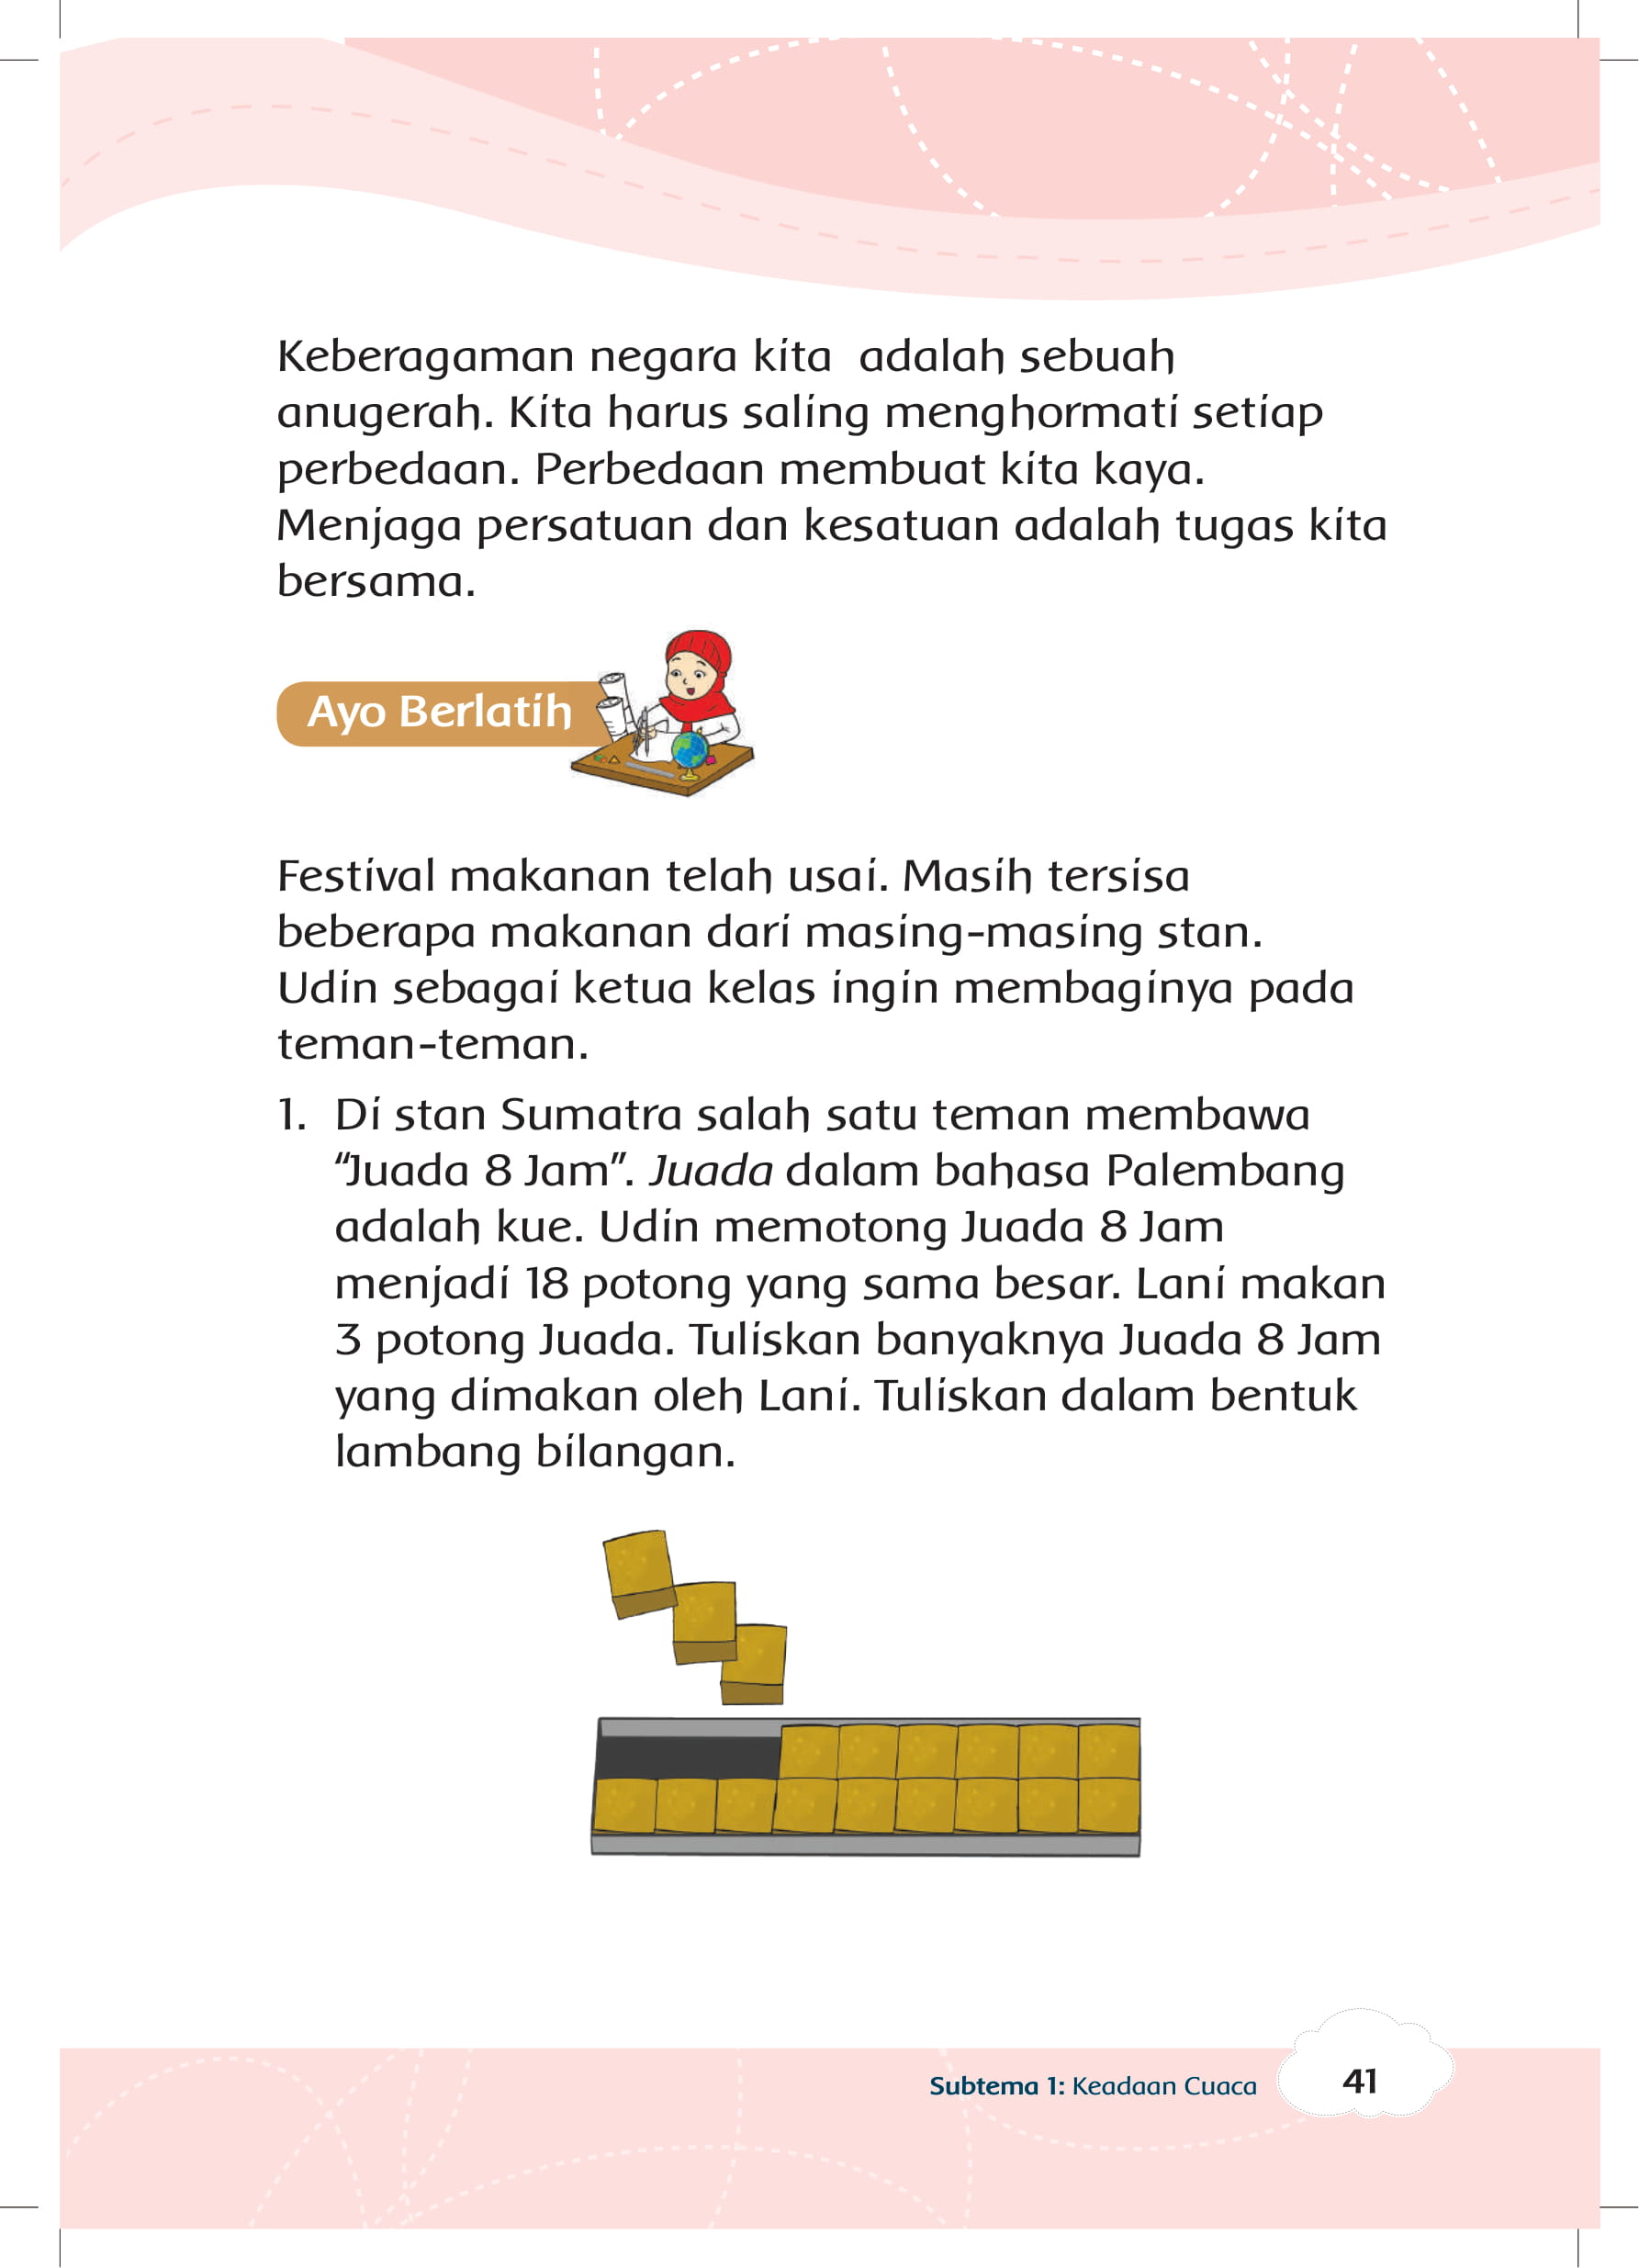 Keberagaman negara kita  adalah sebuah
anugerah. Kita harus saling menghormati setiap
perbedaan. Perbedaan membuat kita kaya.
Menjaga persatuan dan kesatuan adalah tugas kita
bersama.
Ayo Berlatih
Festival makanan telah usai. Masih tersisa
beberapa makanan dari masing-masing stan.
Udin sebagai ketua kelas ingin membaginya pada
teman-teman.
1. Di stan Sumatra salah satu teman membawa
“Juada 8 Jam”. Juada dalam bahasa Palembang
adalah kue. Udin memotong Juada 8 Jam
menjadi 18 potong yang sama besar. Lani makan
3 potong Juada. Tuliskan banyaknya Juada 8 Jam
yang dimakan oleh Lani. Tuliskan dalam bentuk
lambang bilangan.
Subtema 1: Keadaan Cuaca
41